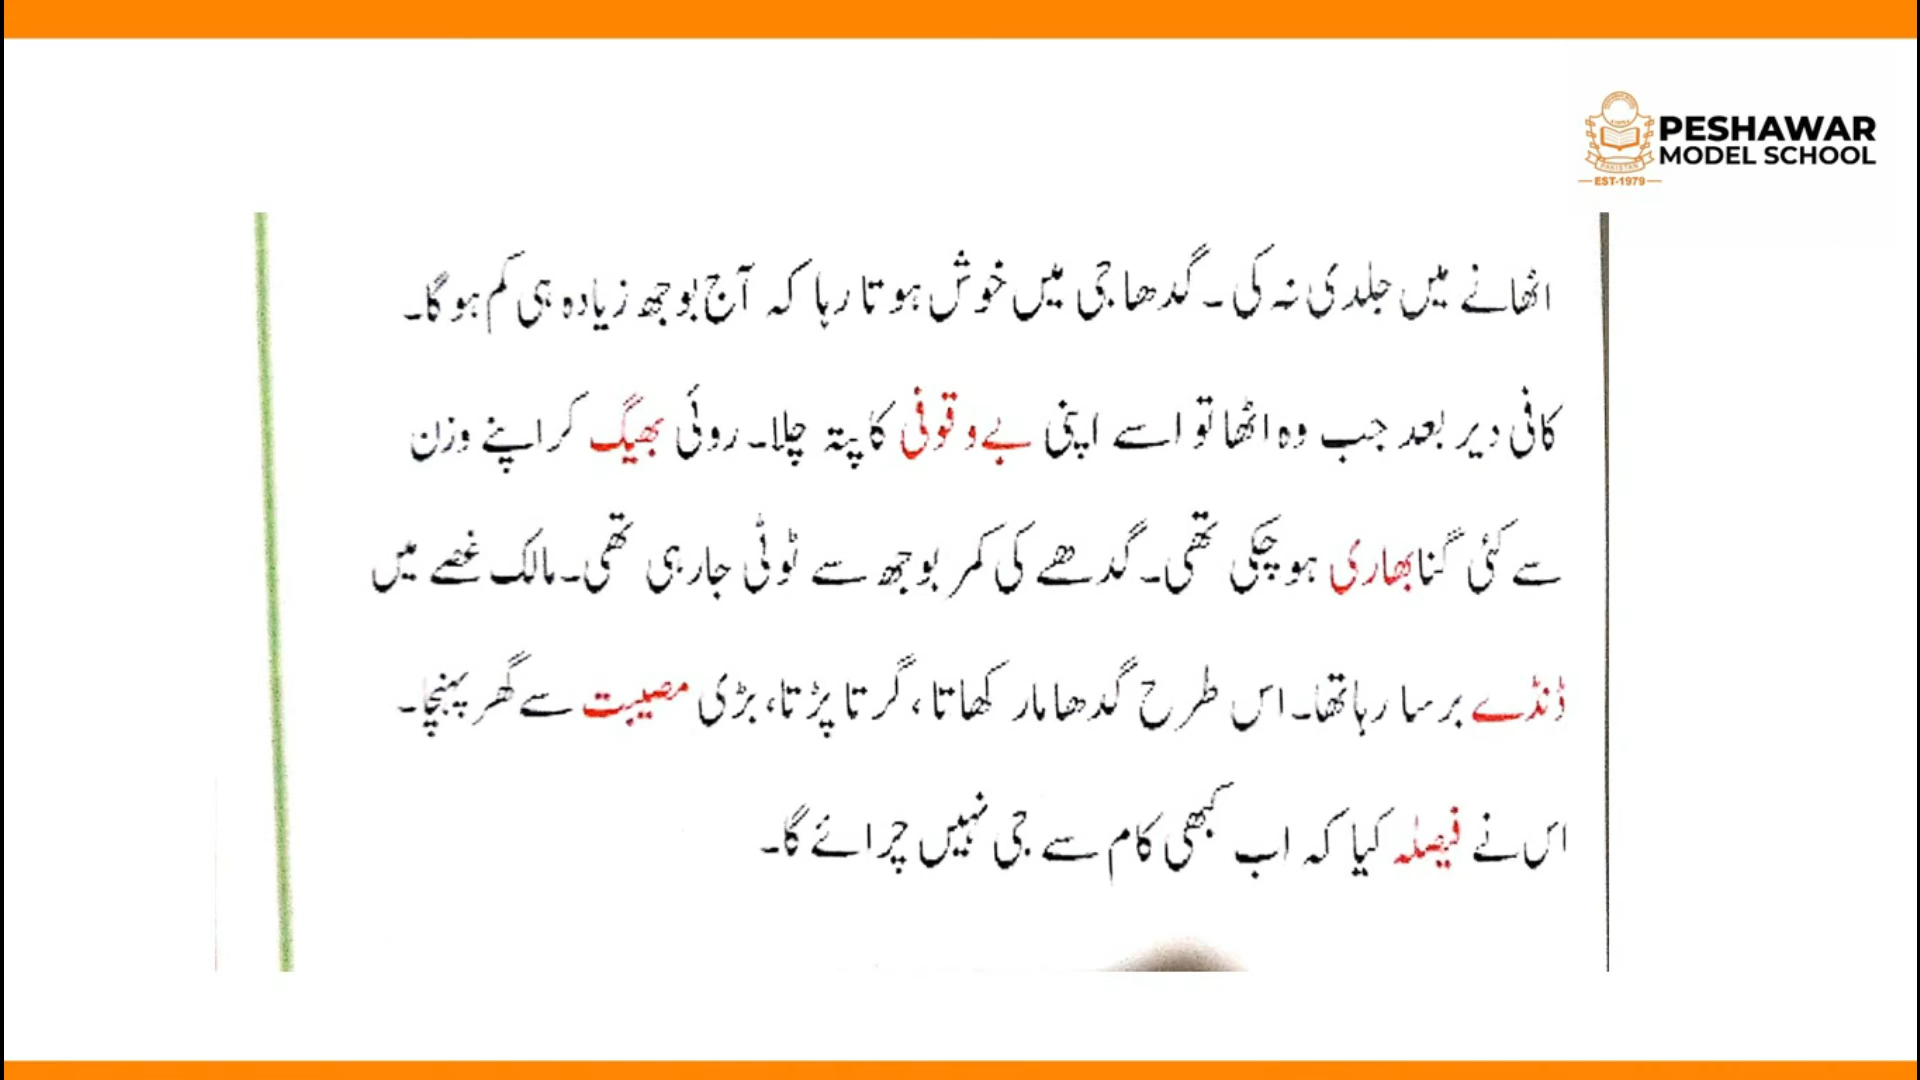 PESHAWAR
MODEL SCHOOL
EST-1979
اٹھانے میں جلدی نہ کی۔ گدھا جی میں خوش ہوتا رہا کہ آج بوجھ زیادہ ہی کم ہو گا۔
کافی دیر بعد جب وہ اٹھا تو اسے اپنی بے وقوفی کا پتہ چلا۔ روئی بھیگ کر اپنے وزن
سے کئی گنا بھاری ہو چکی تھی۔ گدھے کی کمر بوجھ سے ٹوٹی جا رہی تھی۔ مالک غصے میں
ڈنڈے برسا رہا تھا۔ اس طرح گدھا مار کھاتا، گرتا پڑتا، بڑی مصیبت سے گھر پہنچا۔
اس نے فیصلہ کیا کہ اب کبھی کام سے جی نہیں چرائے گا۔